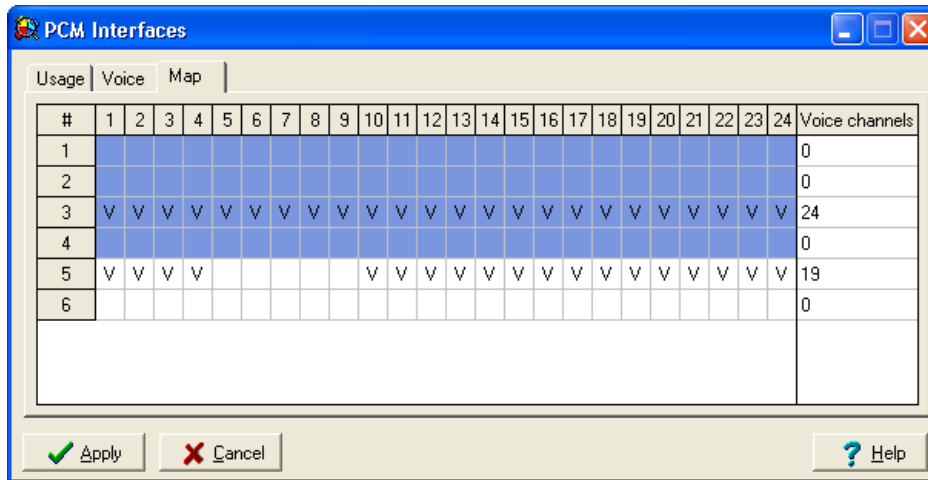 PCM Interfaces
Usage Voice Map
# 1 2 3 4 5 6 7 8 9 10 11 12 13 14 15 16 17 18 19 20 21 22 23 24 Voice channels
1 0
2 0
3 V V V V V V V V V V V V V V V V V V V V V V V V 24
4 0
5 V V V V V V V V V V V V V V V V V V V 19
6 0
Apply Cancel ? Help